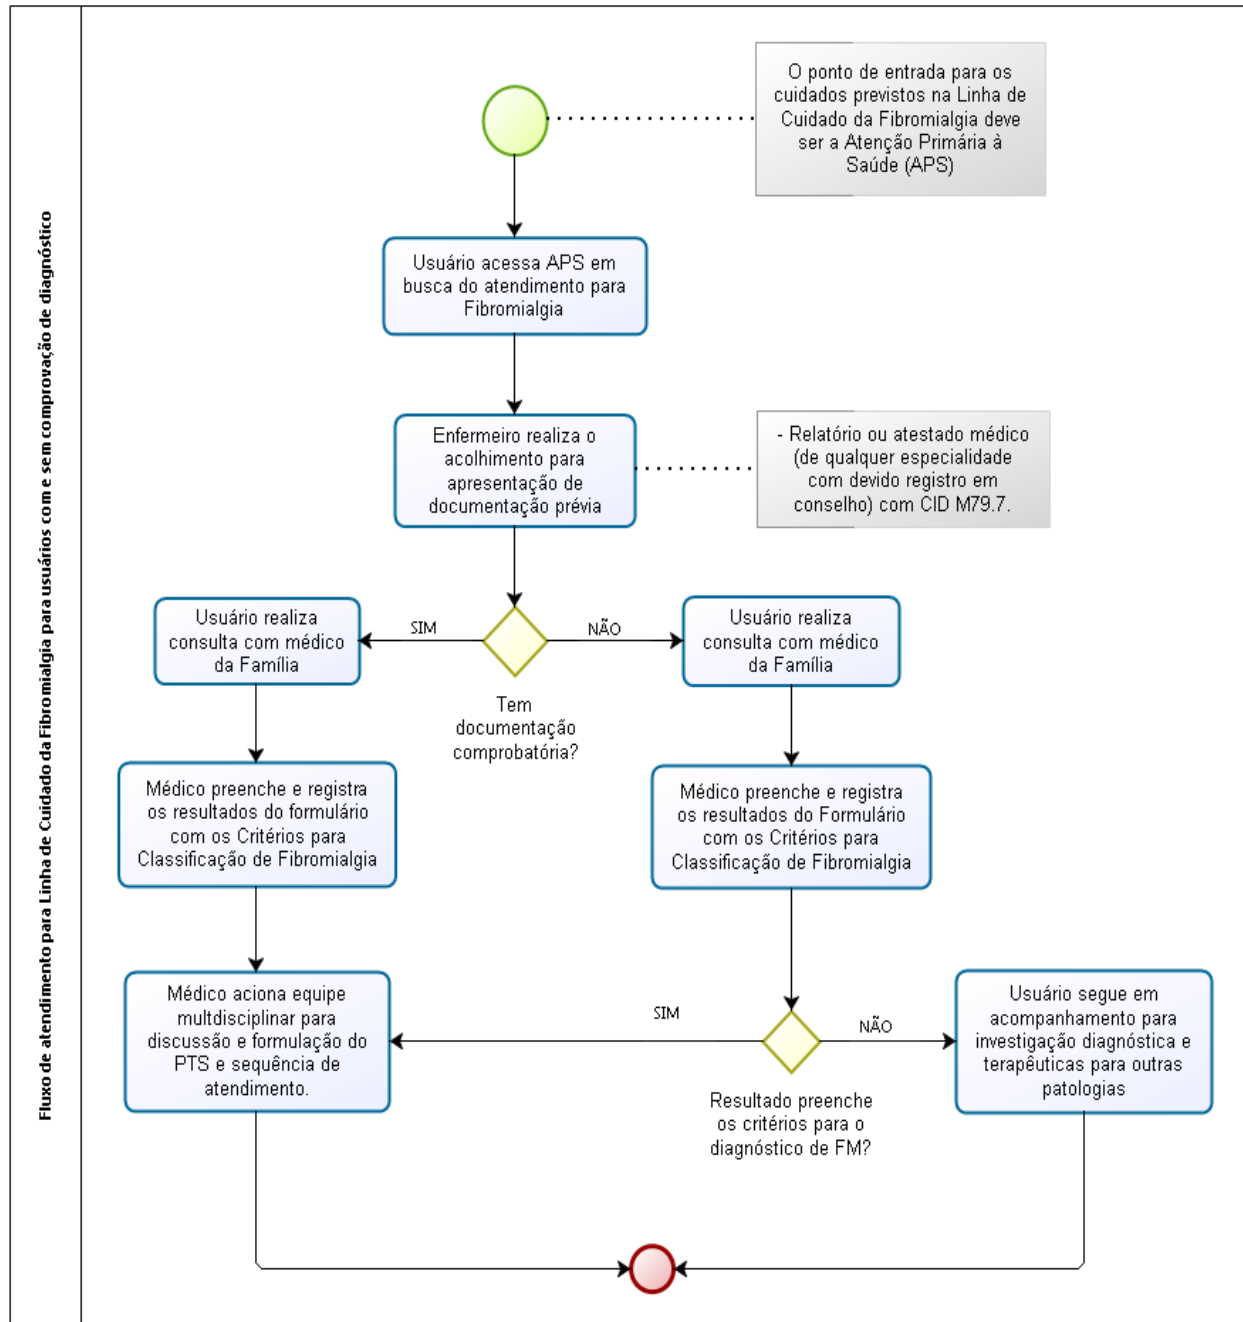 Fluxo de atendimento para Linha de Cuidado da Fibromialgia para usuários com e sem comprovação de diagnóstico
O ponto de entrada para os
cuidados previstos na Linha de
Cuidado da Fibromialgia deve
ser a Atenção Primária à
Saúde (APS)
Usuário acessa APS em
busca do atendimento para
Fibromialgia
Enfermeiro realiza o
acolhimento para
apresentação de
documentação prévia
- Relatório ou atestado médico
(de qualquer especialidade
com devido registro em
conselho) com CID M79.7.
Usuário realiza
consulta com médico
da Família
SIM
NÃO
Usuário realiza
consulta com médico
da Família
Tem
documentação
comprobatória?
Médico preenche e registra
os resultados do formulário
com os Critérios para
Classificação de Fibromialgia
Médico preenche e registra
os resultados do Formulário
com os Critérios para
Classificação de Fibromialgia
Médico aciona equipe
multdisciplinar para
discussão e formulação do
PTS e sequência de
atendimento.
SIM
NÃO
Usuário segue em
acompanhamento para
investigação diagnóstica e
terapêuticas para outras
patologias
Resultado preenche
os critérios para o
diagnóstico de FM?